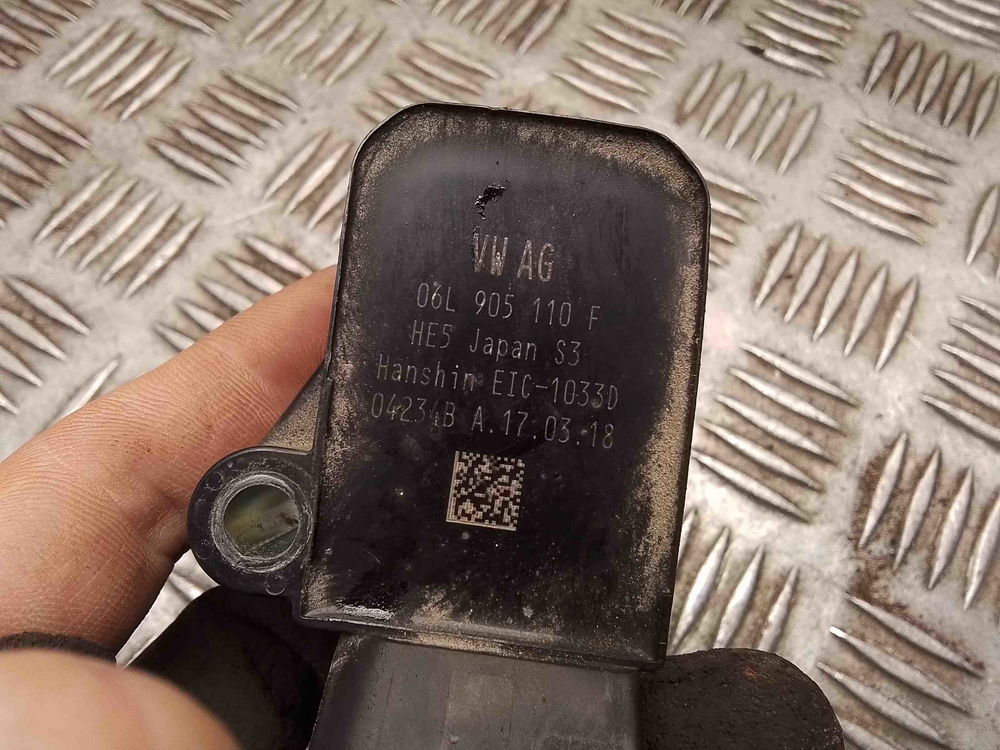 VW AG
06L 905 110 F
HE5 Japan S3
Hanshin EIC-1033D
04234B A.17.03.18